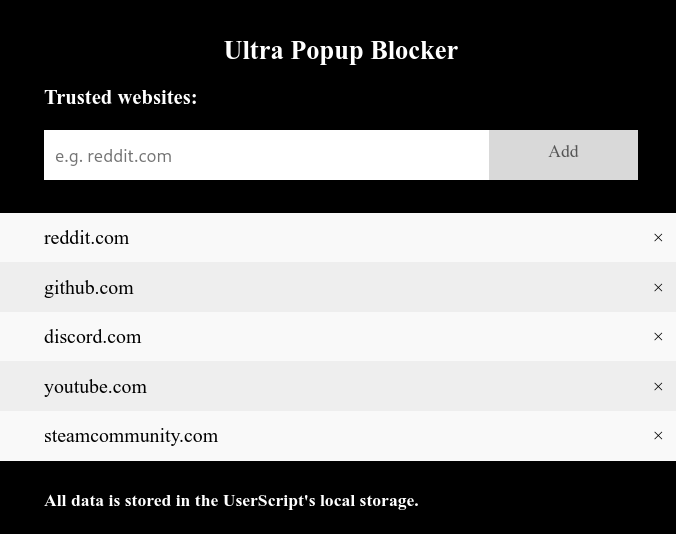 Ultra Popup Blocker
Trusted websites:
e.g. reddit.com
Add
reddit.com ×
github.com ×
discord.com ×
youtube.com ×
steamcommunity.com ×
All data is stored in the UserScript's local storage.